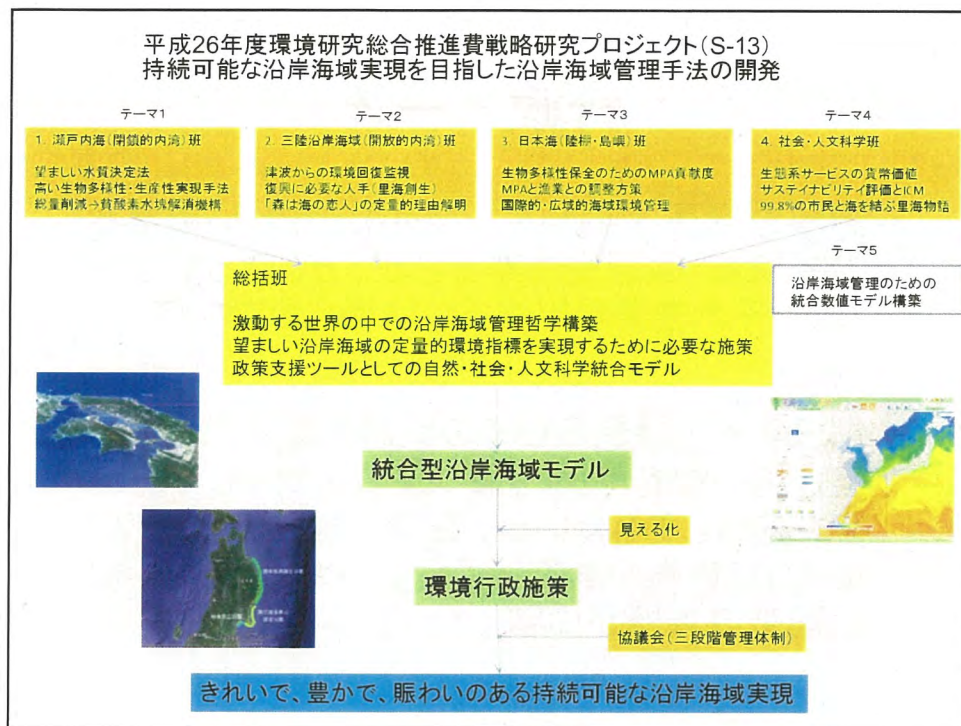 平成26年度環境研究総合推進費戦略研究プロジェクト(S-13)
持続可能な沿岸海域実現を目指した沿岸海域管理手法の開発
テーマ1
1. 瀬戸内海(閉鎖的内湾)班
望ましい水質決定法
高い生物多様性・生産性実現手法
総量削減→貧酸素水塊解消機構
テーマ2
2. 三陸沿岸海域(開放的内湾)班
津波からの環境回復監視
復興に必要な人手(里海創生)
「森は海の恋人」の定量的理由解明
テーマ3
3. 日本海(陸棚・島嶼)班
生物多様性保全のためのMPA貢献度
MPAと漁業との調整方策
国際的・広域的海域環境管理
テーマ4
4. 社会・人文科学班
生態系サービスの貨幣価値
サステイナビリティ評価とICM
99.8%の市民と海を結ぶ里海物語
テーマ5
沿岸海域管理のための
統合数値モデル構築
総括班
激動する世界の中での沿岸海域管理哲学構築
望ましい沿岸海域の定量的環境指標を実現するために必要な施策
政策支援ツールとしての自然・社会・人文科学統合モデル
統合型沿岸海域モデル
見える化
環境行政施策
協議会(三段階管理体制)
きれいで、豊かで、賑わいのある持続可能な沿岸海域実現